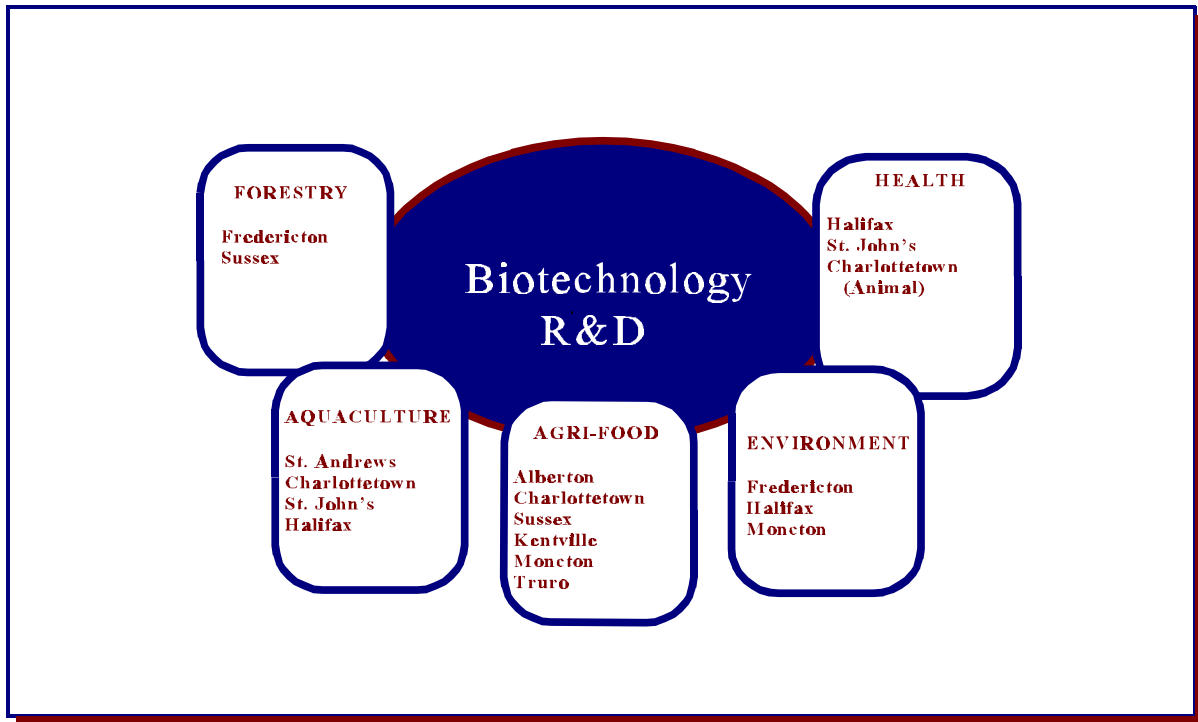 Biotechnology
R&D
FORESTRY
Fredericton
Sussex
AQUACULTURE
St. Andrews
Charlottetown
St. John's
Halifax
AGRI-FOOD
Alberton
Charlottetown
Sussex
Kentville
Moncton
Truro
ENVIRONMENT
Fredericton
Halifax
Moncton
HEALTH
Halifax
St. John's
Charlottetown
(Animal)